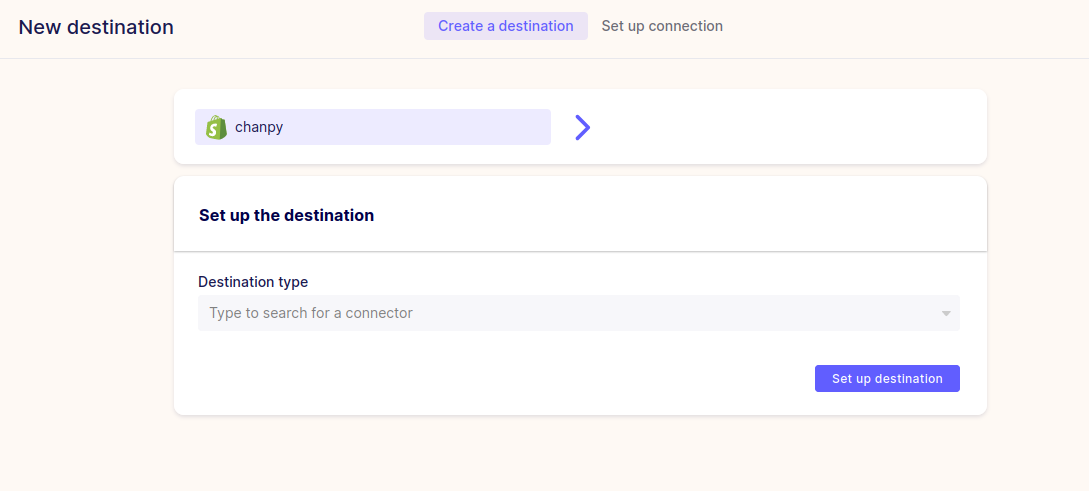 New destination
Create a destination
Set up connection
chanpy
Set up the destination
Destination type
Type to search for a connector
Set up destination